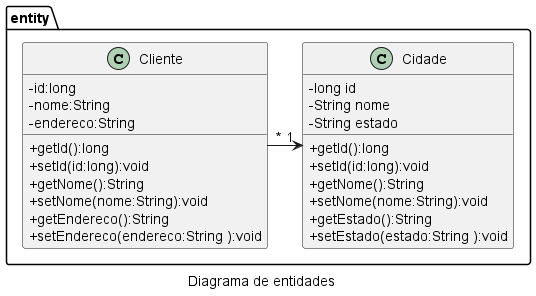 entity
C Cliente
-id:long
-nome:String
-endereco:String
+getId():long
+setId(id:long):void
+getNome():String
+setNome(nome:String):void
+getEndereco():String
+setEndereco(endereco:String ):void
* 1
C Cidade
-long id
-String nome
-String estado
+getId():long
+setId(id:long):void
+getNome():String
+setNome(nome:String):void
+getEstado():String
+setEstado(estado:String ):void
Diagrama de entidades